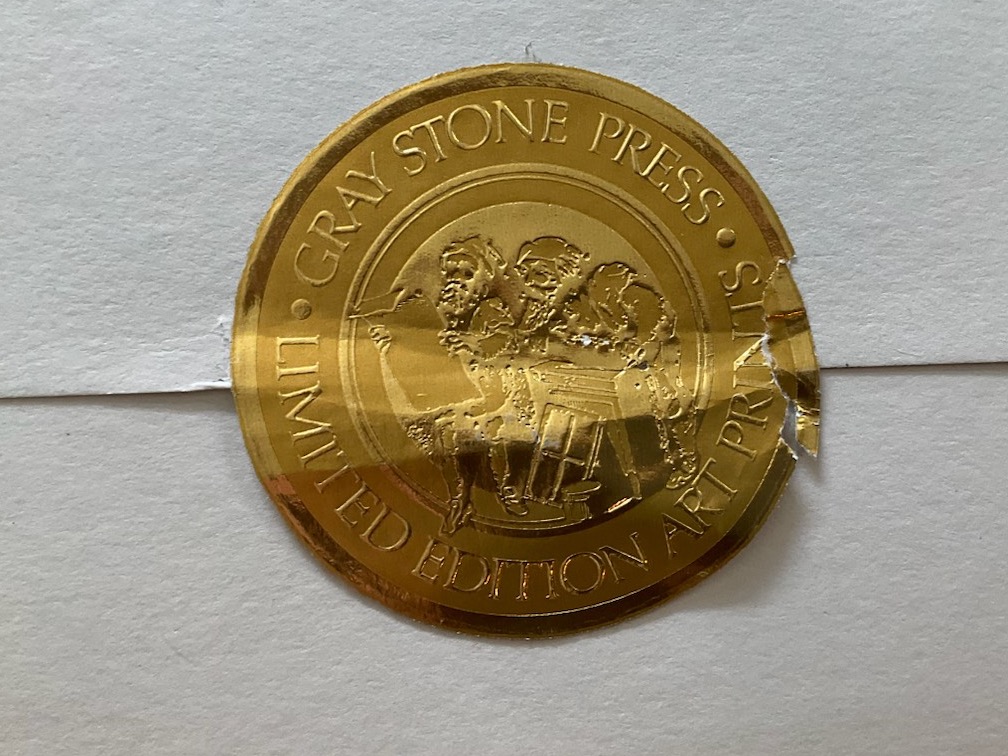 GRAY STONE PRESS
LIMITED EDITION ART PRINTS